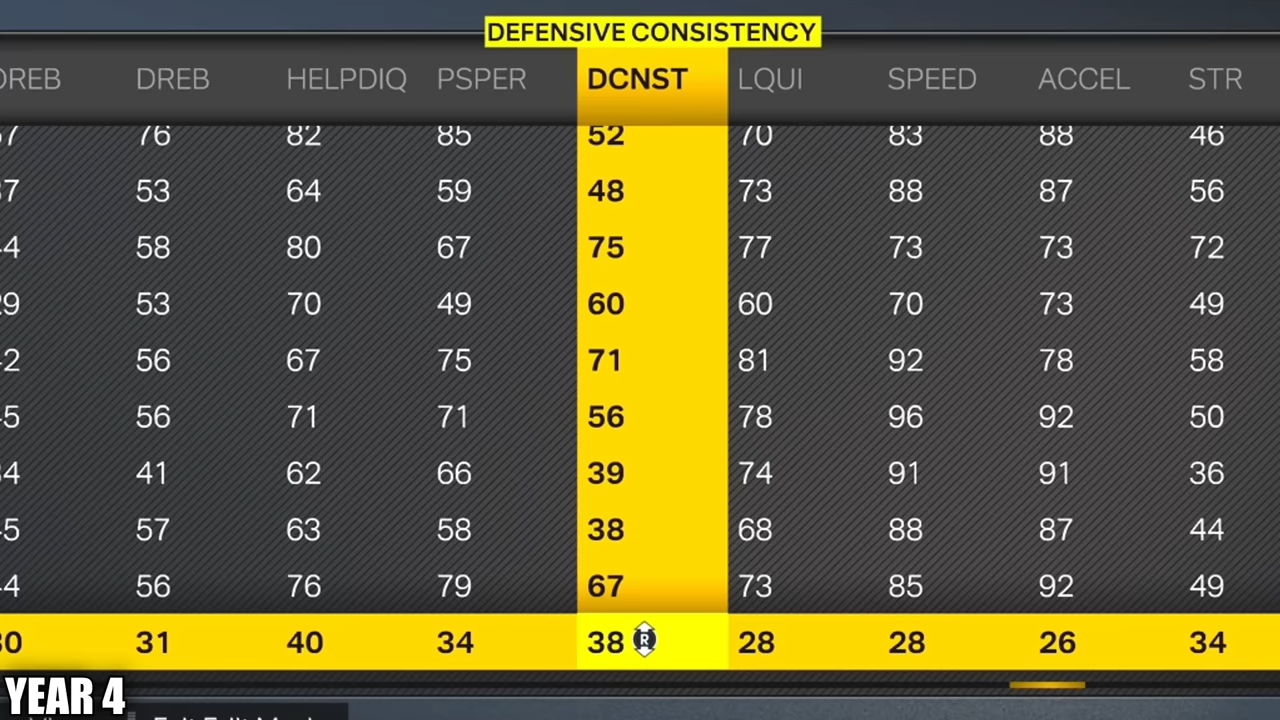 DEFENSIVE CONSISTENCY
DREB HELPDIQ PSPER DCNST LQUI SPEED ACCEL STR
76 82 85 52 70 83 88 46
53 64 59 48 73 88 87 56
58 80 67 75 77 73 73 72
53 70 49 60 60 70 73 49
56 67 75 71 81 92 78 58
56 71 71 56 78 96 92 50
41 62 66 39 74 91 91 36
57 63 58 38 68 88 87 44
56 76 79 67 73 85 92 49
31 40 34 38 R 28 28 26 34
YEAR 4